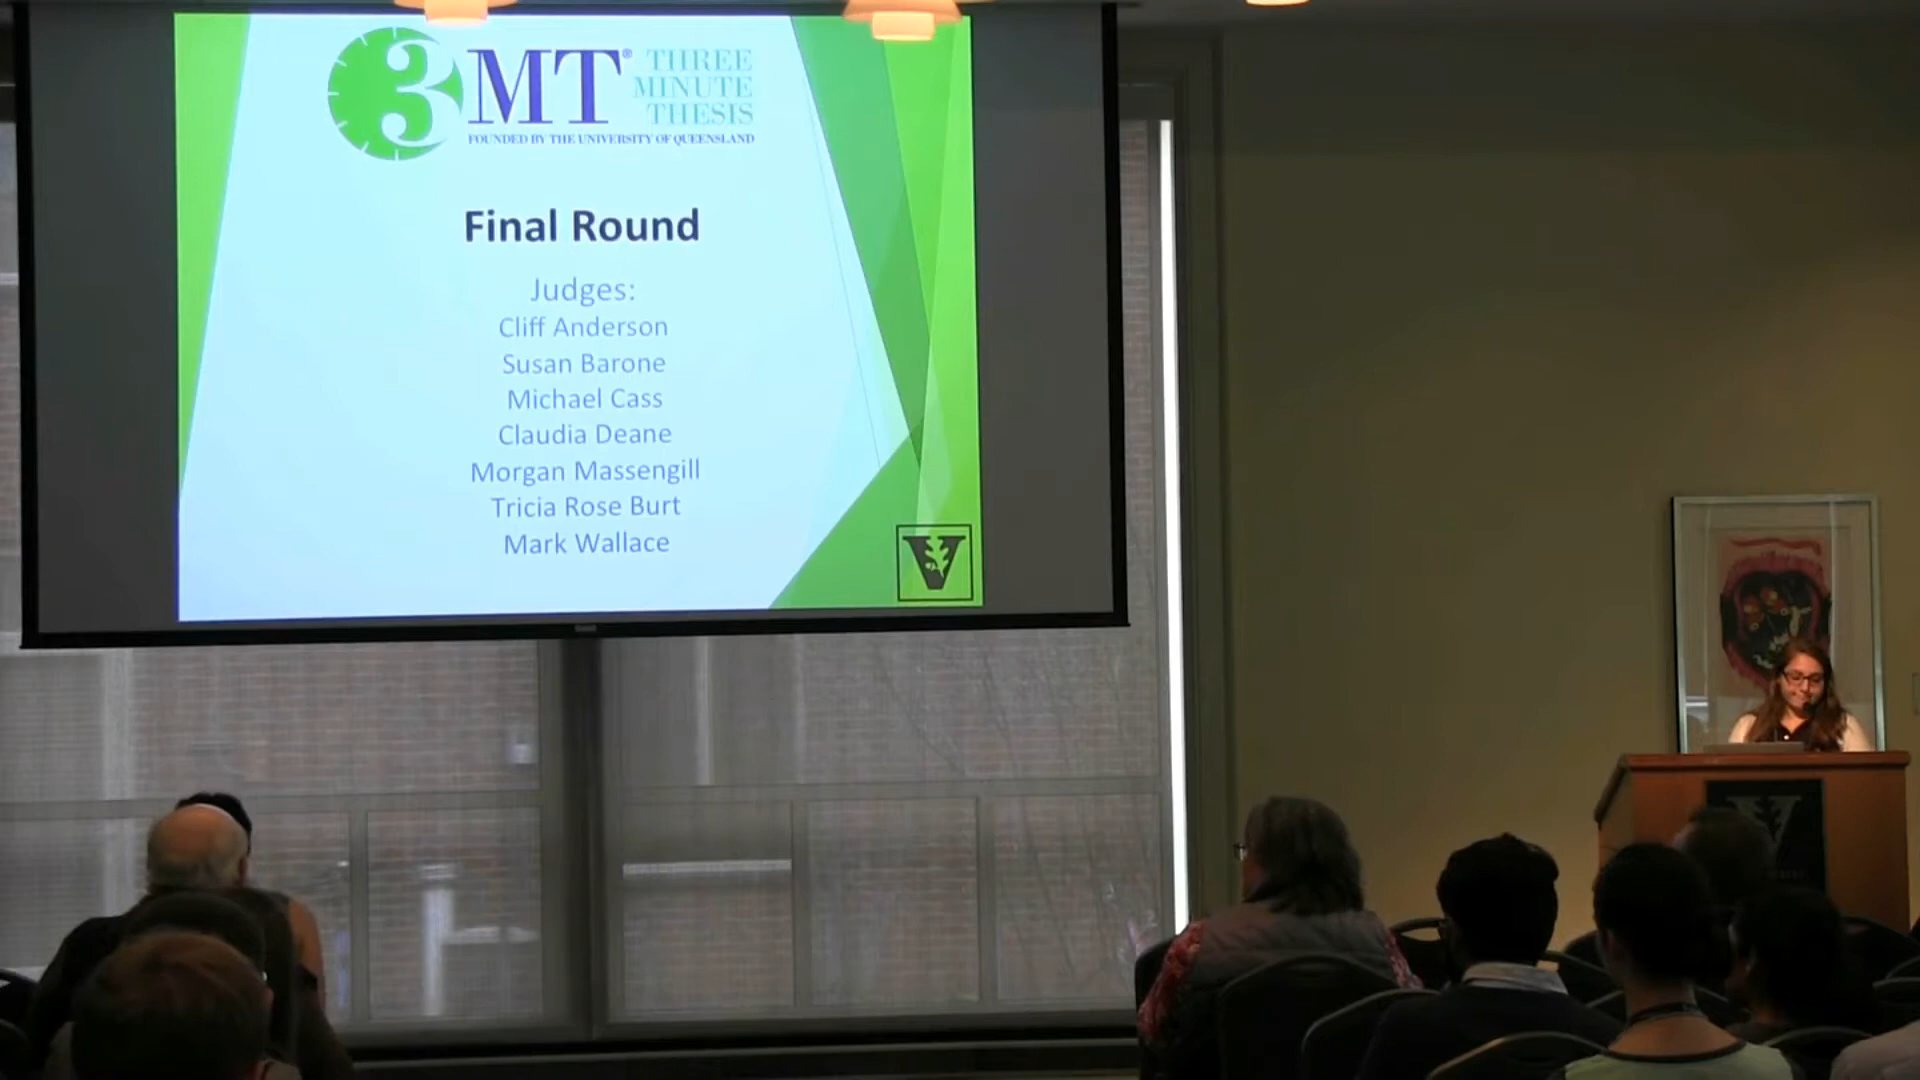 3MT® THREE
MINUTE
THESIS
FOUNDED BY THE UNIVERSITY OF QUEENSLAND
Final Round
Judges:
Cliff Anderson
Susan Barone
Michael Cass
Claudia Deane
Morgan Massengill
Tricia Rose Burt
Mark Wallace
V
V